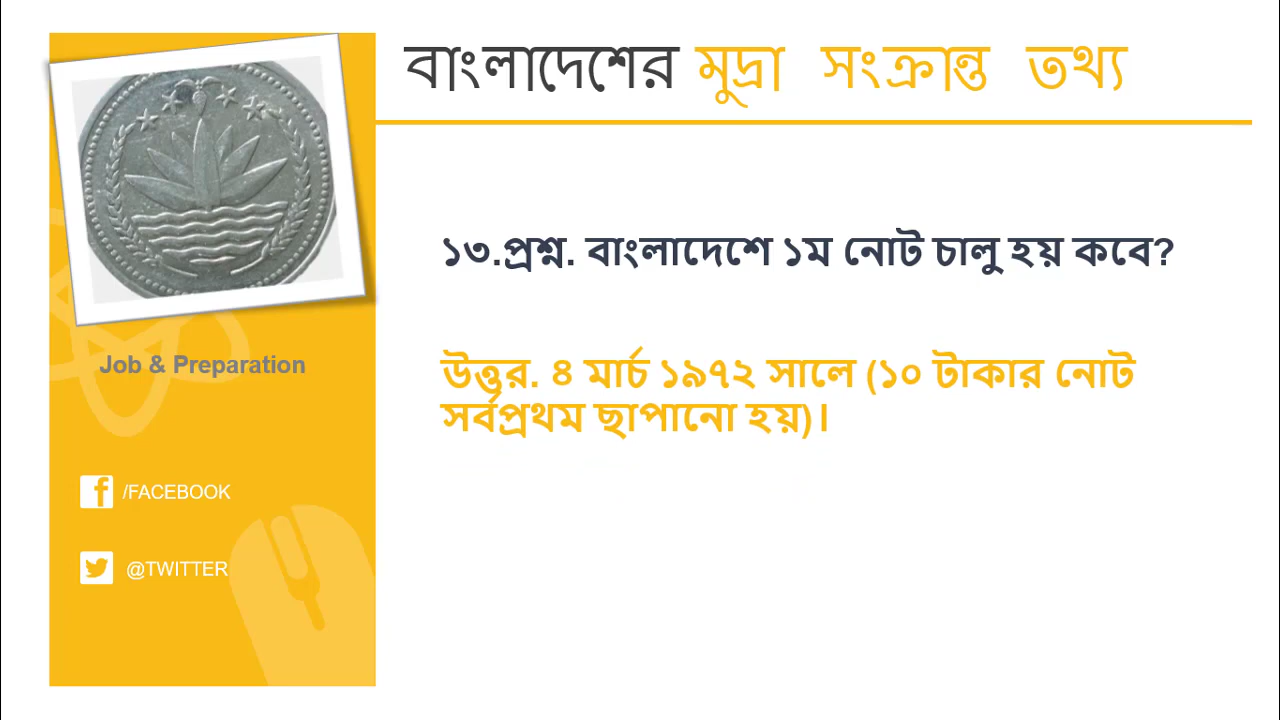 বাংলাদেশের মুদ্রা সংক্রান্ত তথ্য
১৩.প্রশ্ন. বাংলাদেশে ১ম নোট চালু হয় কবে?
উত্তর. ৪ মার্চ ১৯৭২ সালে (১০ টাকার নোট
সর্বপ্রথম ছাপানো হয়)।
Job & Preparation
/FACEBOOK
@TWITTER